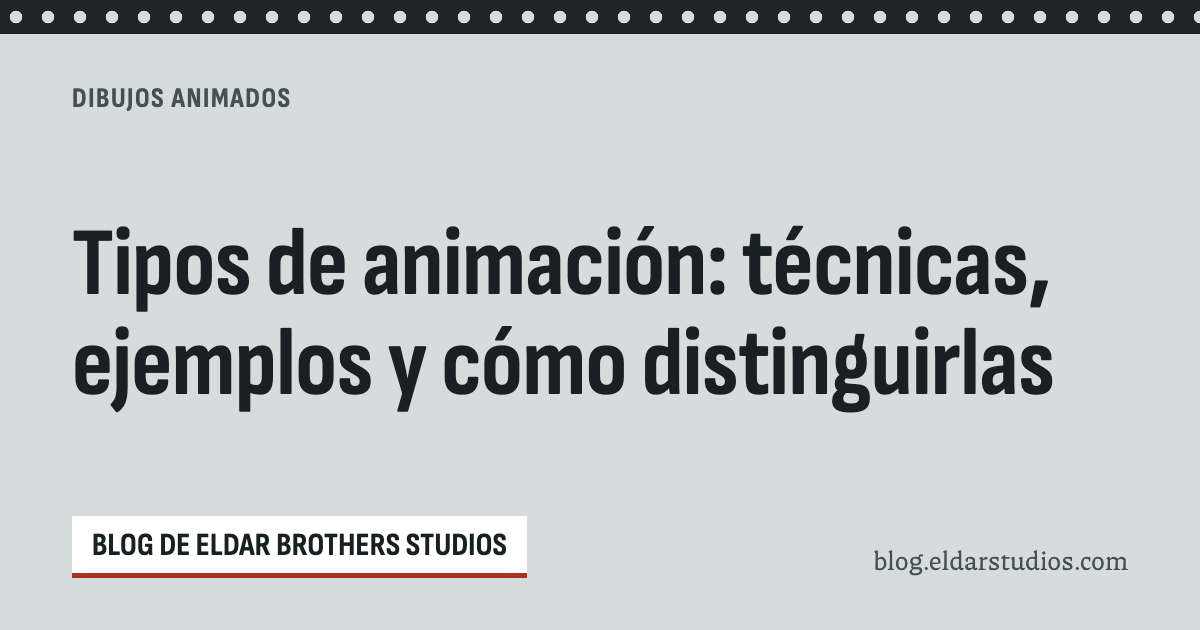 DIBUJOS ANIMADOS
Tipos de animación: técnicas,
ejemplos y cómo distinguirlas
BLOG DE ELDAR BROTHERS STUDIOS
blog.eldarstudios.com